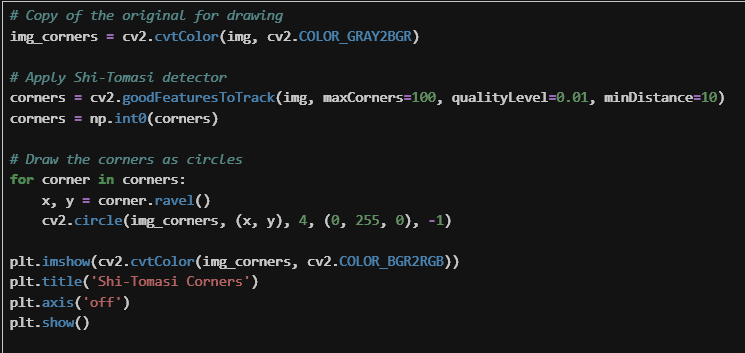 # Copy of the original for drawing
img_corners = cv2.cvtColor(img, cv2.COLOR_GRAY2BGR)
# Apply Shi-Tomasi detector
corners = cv2.goodFeaturesToTrack(img, maxCorners=100, qualityLevel=0.01, minDistance=10)
corners = np.int0(corners)
# Draw the corners as circles
for corner in corners:
    x, y = corner.ravel()
    cv2.circle(img_corners, (x, y), 4, (0, 255, 0), -1)
plt.imshow(cv2.cvtColor(img_corners, cv2.COLOR_BGR2RGB))
plt.title('Shi-Tomasi Corners')
plt.axis('off')
plt.show()